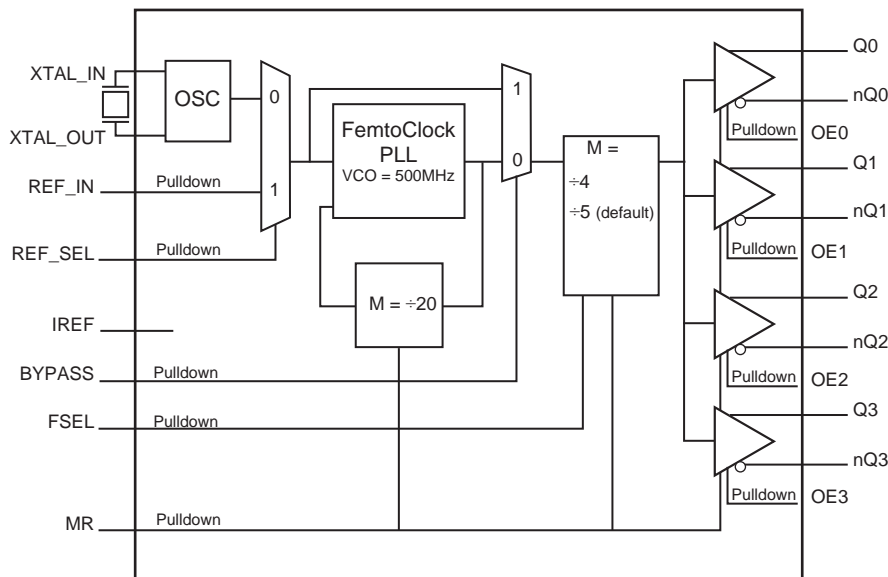 XTAL_IN
OSC
XTAL_OUT
0
1
REF_IN
Pulldown
REF_SEL
Pulldown
FemtoClock
PLL
VCO = 500MHz
M = ÷20
1
0
M =
÷4
÷5 (default)
IREF
BYPASS
Pulldown
FSEL
Pulldown
MR
Pulldown
Q0
nQ0
Pulldown
OE0
Q1
nQ1
Pulldown
OE1
Q2
nQ2
Pulldown
OE2
Q3
nQ3
Pulldown
OE3